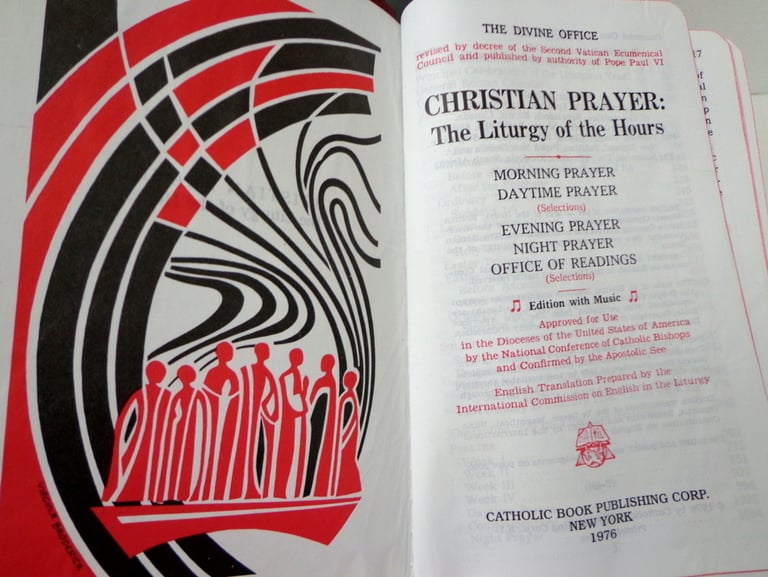 VIRGINIA BRODERICK
THE DIVINE OFFICE
revised by decree of the Second Vatican Ecumenical
Council and published by authority of Pope Paul VI
CHRISTIAN PRAYER:
The Liturgy of the Hours
MORNING PRAYER
DAYTIME PRAYER
(Selections)
EVENING PRAYER
NIGHT PRAYER
OFFICE OF READINGS
(Selections)
♫ Edition with Music ♫
Approved for Use
in the Dioceses of the United States of America
by the National Conference of Catholic Bishops
and Confirmed by the Apostolic See
English Translation Prepared by the
International Commission on English in the Liturgy
CATHOLIC BOOK PUBLISHING CORP.
NEW YORK
1976
17